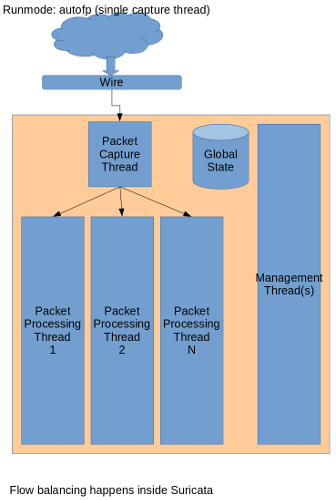 Runmode: autofp (single capture thread)
Wire
Packet
Capture
Thread
Global
State
Management
Thread(s)
Packet
Processing
Thread
1
Packet
Processing
Thread
2
Packet
Processing
Thread
N
Flow balancing happens inside Suricata